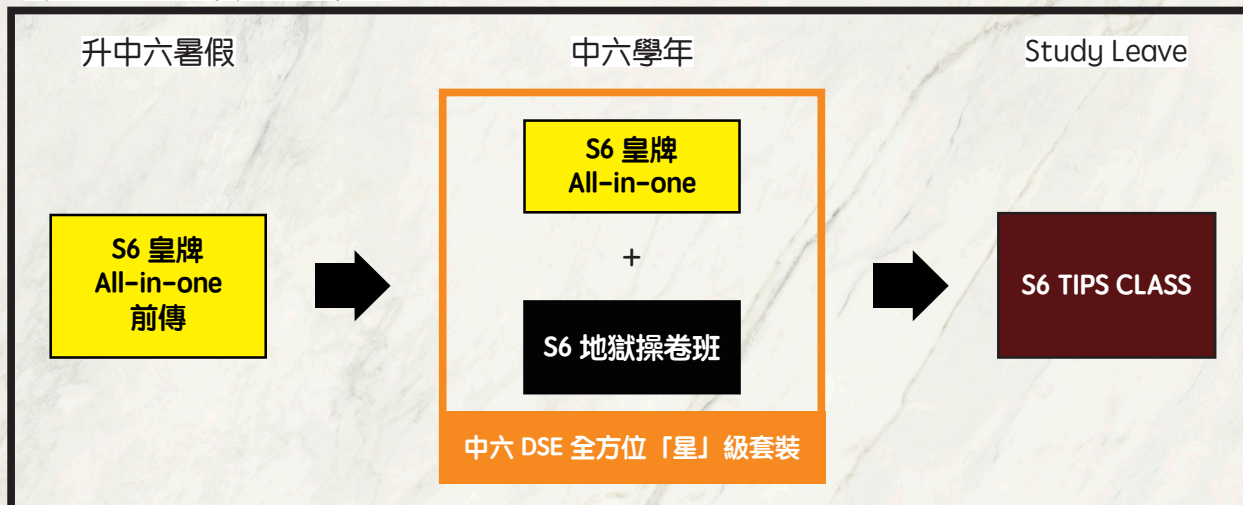 升中六暑假
中六學年
Study Leave
S6 皇牌
All-in-one
前傳
S6 皇牌
All-in-one
+
S6 地獄操卷班
中六 DSE 全方位「星」級套裝
S6 TIPS CLASS